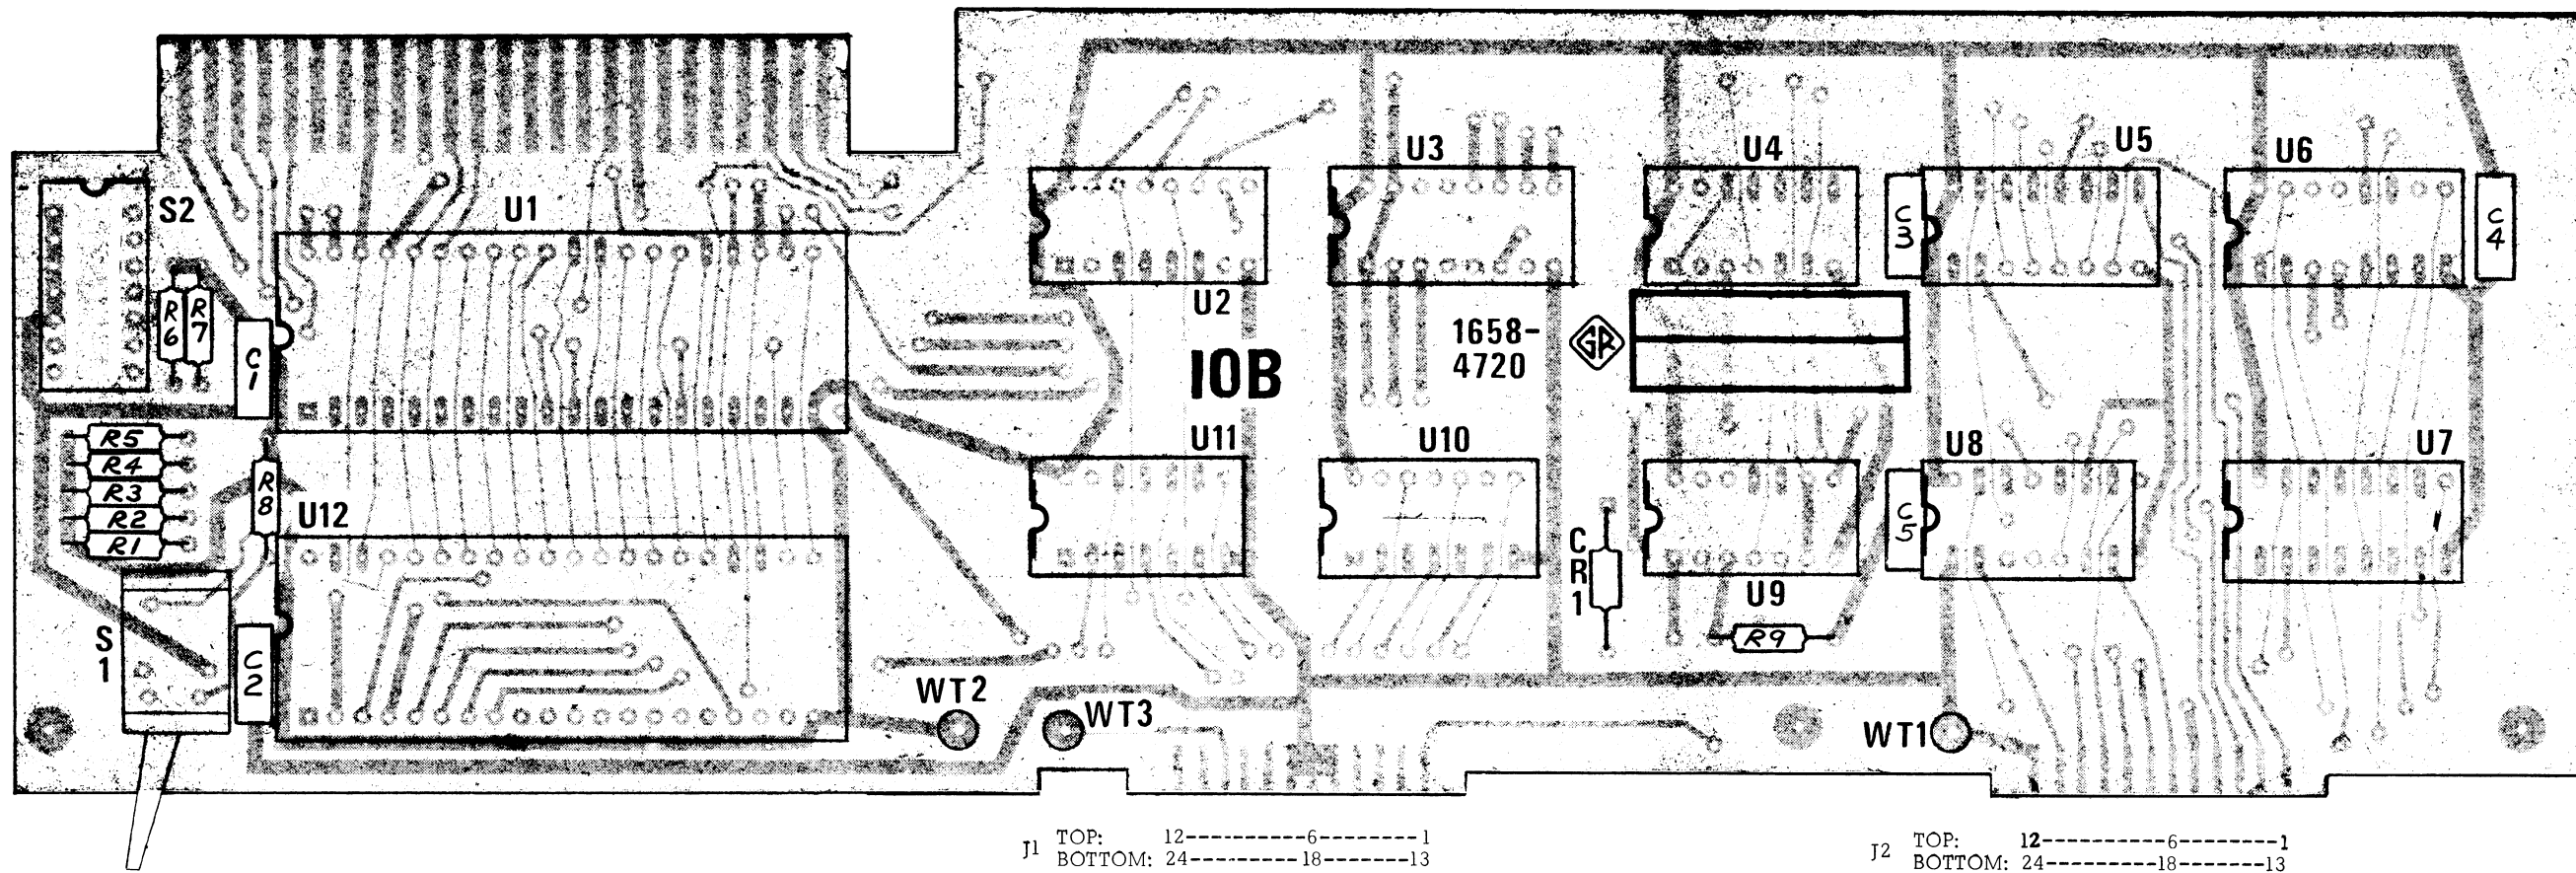 S2
U1
U2
U3
U4
U5
U6
C3
C4
R6
R7
C1
IOB
1658-
4720
GR
R5
R4
R3
R2
R1
R8
U12
U11
U10
U8
U7
C5
CR1
U9
R9
S1
C2
WT2
WT3
WT1
J1 TOP: 12----------6--------1
BOTTOM: 24---------18-------13
J2 TOP: 12----------6--------1
BOTTOM: 24---------18-------13